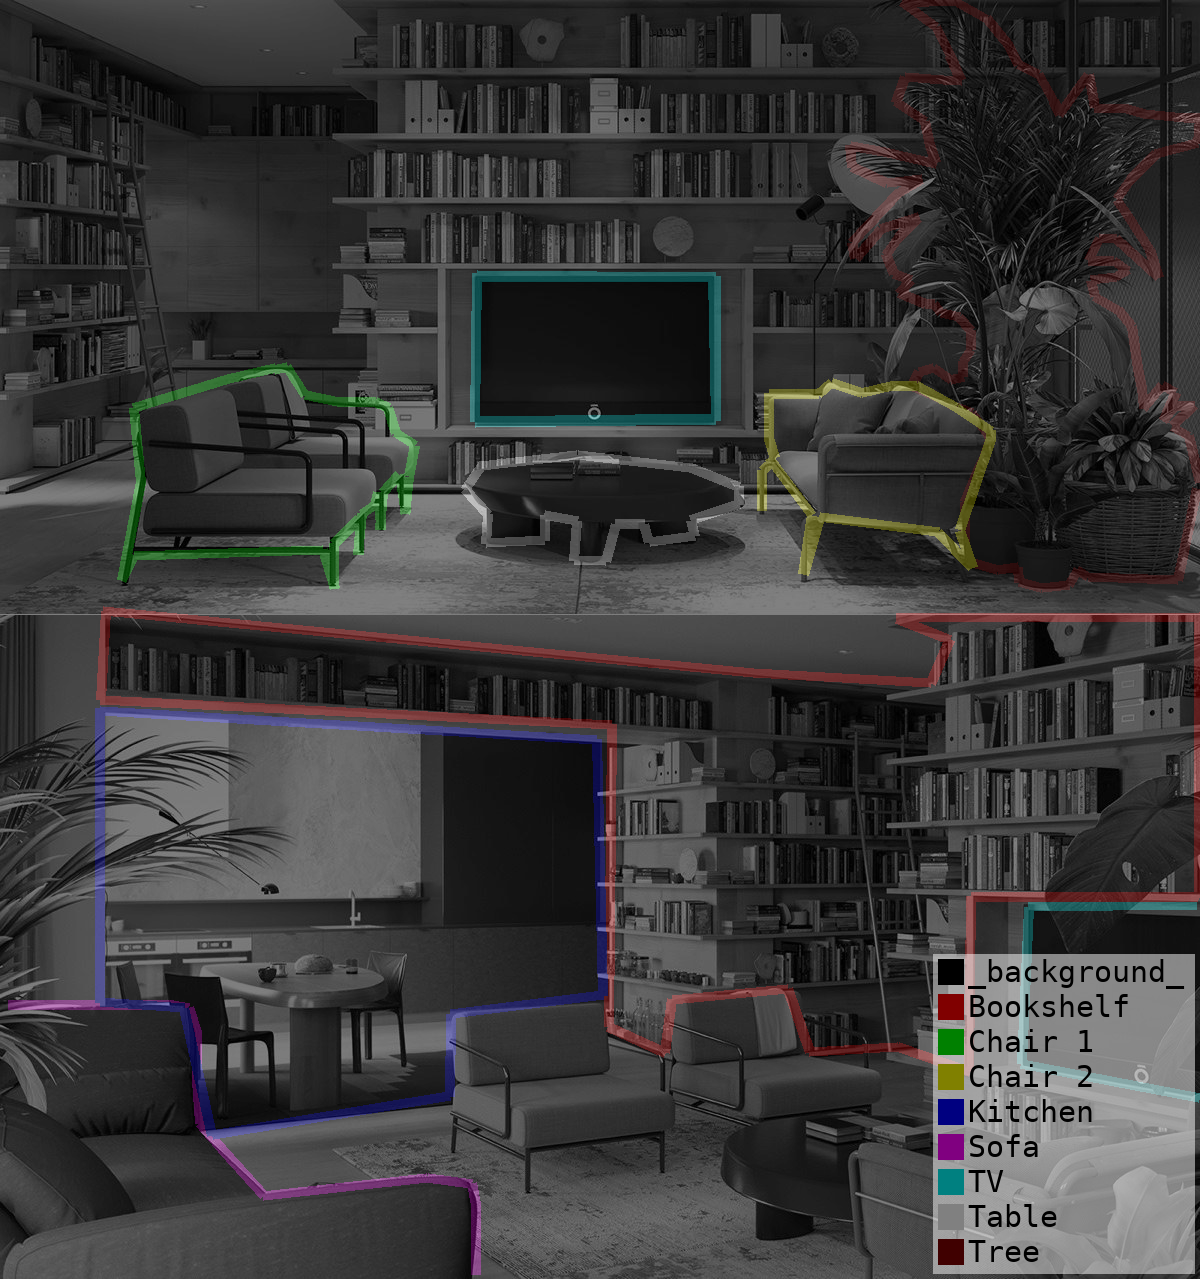 _background_
Bookshelf
Chair 1
Chair 2
Kitchen
Sofa
TV
Table
Tree